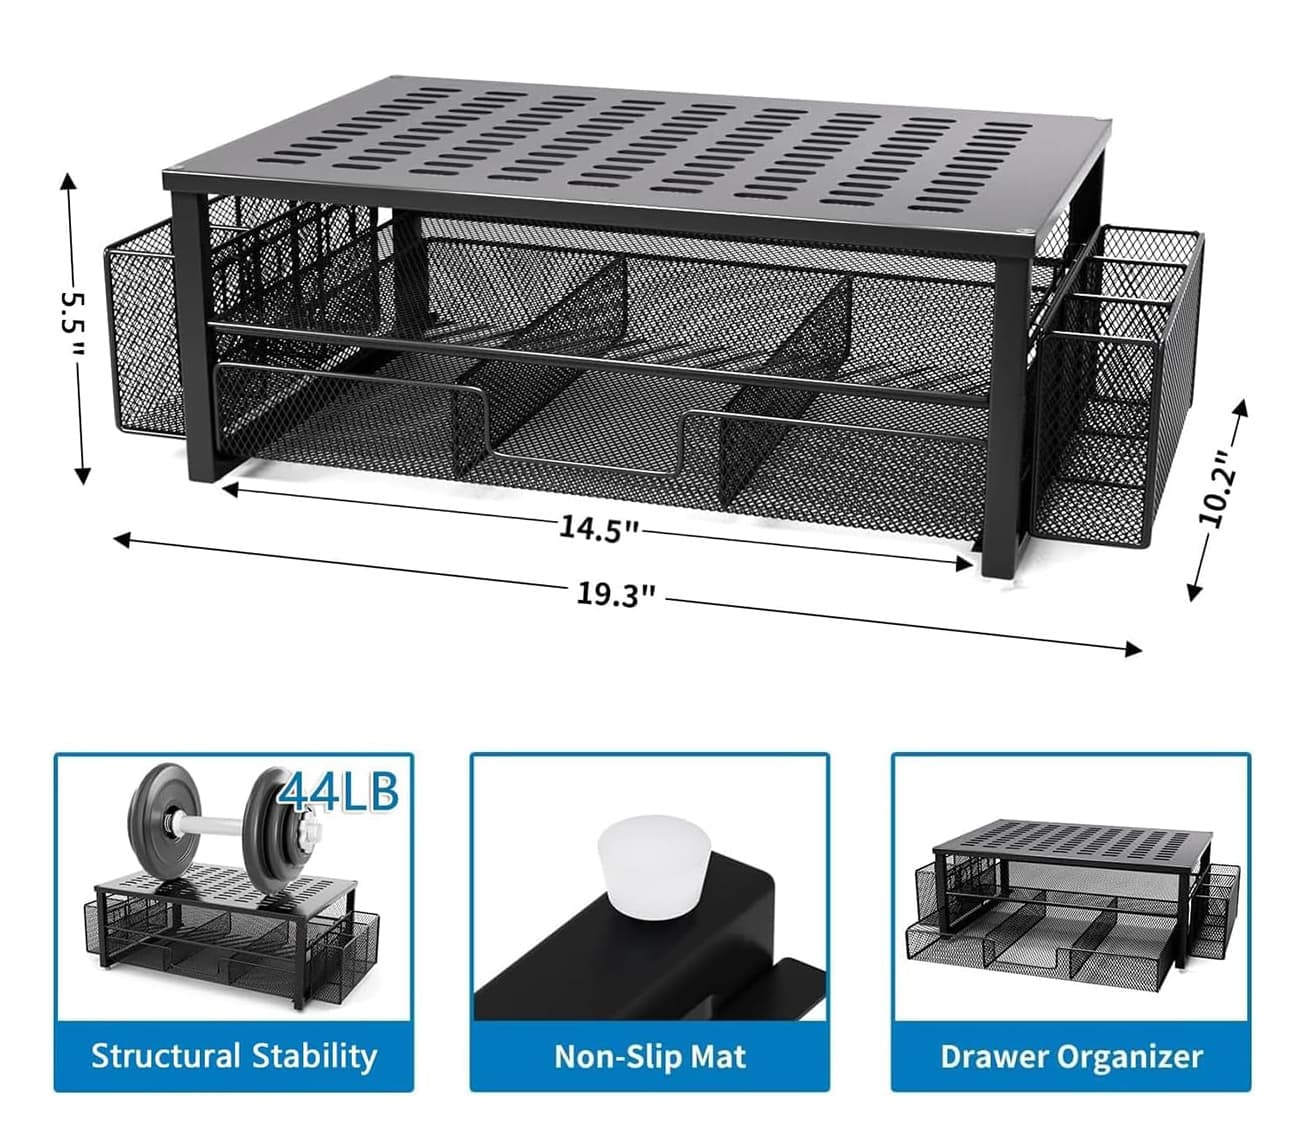 5.5"
14.5"
10.2"
19.3"
44LB
Structural Stability
Non-Slip Mat
Drawer Organizer